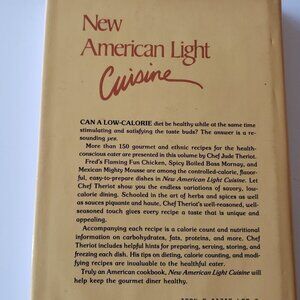 New
American Light
Cuisine
CAN A LOW-CALORIE diet be healthy while at the same time
stimulating and satisfying the taste buds? The answer is a re-
sounding yes.
More than 150 gourmet and ethnic recipes for the health-
conscious eater are presented in this volume by Chef Jude Theriot.
Fred's Flaming Fun Chicken, Spicy Boiled Bass Mornay, and
Mexican Mighty Mousse are among the controlled-calorie, flavor-
ful, easy-to-prepare dishes in New American Light Cuisine. Let
Chef Theriot show you the endless variations of savory, low-
calorie dining. Schooled in the art of herbs and spices as well
as sauces piquante and haute, Chef Theriot's well-reasoned, well-
seasoned touch gives every recipe a taste that is unique and
appealing.
Accompanying each recipe is a calorie count and nutritional
information on carbohydrates, fats, proteins, and more. Chef
Theriot includes helpful hints for preparing, serving, storing, and
freezing each dish. His tips on dieting, calorie counting, and modi-
fying recipes are invaluable to the healthful eater.
Truly an American cookbook, New American Light Cuisine will
help keep the gourmet diner healthy.